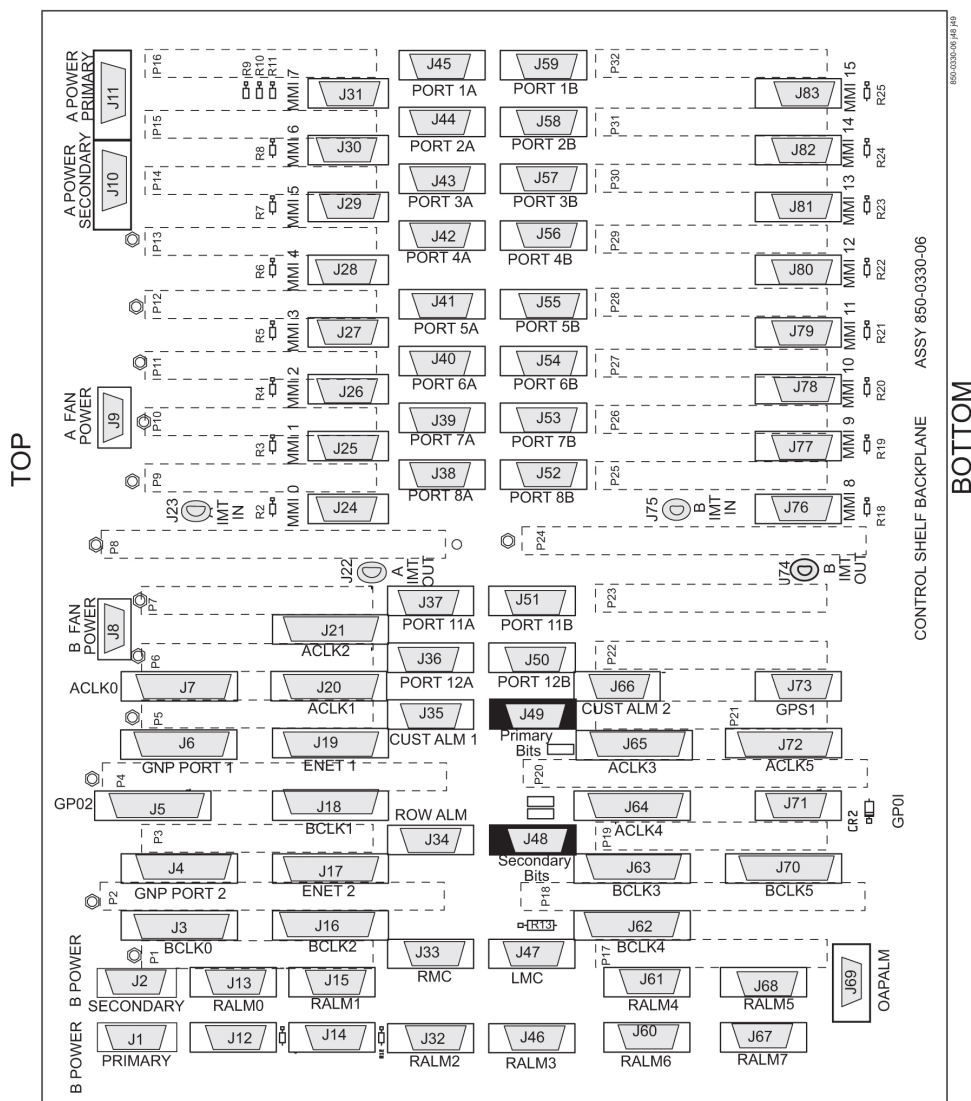 850-0330-06 j48 j49
TOP
BOTTOM
CONTROL SHELF BACKPLANE ASSY 850-0330-06
A POWER
PRIMARY
J11
A POWER
SECONDARY
J10
P16
R9
R10
R11
MMI 7
J31
J45
PORT 1A
J59
PORT 1B
P32
J83
MMI 15
R25
P15
R8
MMI 6
J30
J44
PORT 2A
J58
PORT 2B
P31
J82
MMI 14
R24
P14
R7
MMI 5
J29
J43
PORT 3A
J57
PORT 3B
P30
J81
MMI 13
R23
P13
R6
MMI 4
J28
J42
PORT 4A
J56
PORT 4B
P29
J80
MMI 12
R22
P12
R5
MMI 3
J27
J41
PORT 5A
J55
PORT 5B
P28
J79
MMI 11
R21
P11
R4
MMI 2
J26
J40
PORT 6A
J54
PORT 6B
P27
J78
MMI 10
R20
A FAN
POWER
J9
P10
R3
MMI 1
J25
J39
PORT 7A
J53
PORT 7B
P26
J77
MMI 9
R19
P9
J23
IMT
IN
R2
MMI 0
J24
J38
PORT 8A
J52
PORT 8B
P25
J75
B
IMT
IN
J76
MMI 8
R18
P8
J22
A
IMT
OUT
P24
J74
B
IMT
OUT
B FAN
POWER
J8
P7
J21
ACLK2
J37
PORT 11A
J51
PORT 11B
P23
P6
ACLK0
J7
J20
ACLK1
J36
PORT 12A
J50
PORT 12B
P22
J66
CUST ALM 2
J73
GPS1
P5
J6
GNP PORT 1
J19
ENET 1
J35
CUST ALM 1
J49
Primary
Bits
J65
ACLK3
P21
J72
ACLK5
P4
P20
GP02
J5
J18
BCLK1
ROW ALM
J34
J64
ACLK4
J71
CR2
GP0I
P3
J4
GNP PORT 2
J17
ENET 2
J48
Secondary
Bits
P19
J63
BCLK3
J70
BCLK5
P2
P18
J3
BCLK0
J16
BCLK2
R13
J62
BCLK4
P1
J33
RMC
J47
LMC
P17
B POWER
J2
SECONDARY
J13
RALM0
J15
RALM1
J61
RALM4
J68
RALM5
J69
OAPALM
B POWER
J1
PRIMARY
J12
J14
J32
RALM2
J46
RALM3
J60
RALM6
J67
RALM7